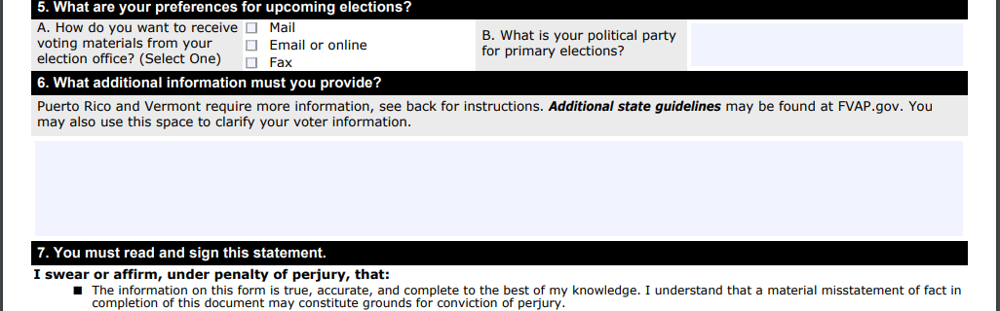 5. What are your preferences for upcoming elections?
A. How do you want to receive
voting materials from your
election office? (Select One)
Mail
Email or online
Fax
B. What is your political party
for primary elections?
6. What additional information must you provide?
Puerto Rico and Vermont require more information, see back for instructions. Additional state guidelines may be found at FVAP.gov. You
may also use this space to clarify your voter information.
7. You must read and sign this statement.
I swear or affirm, under penalty of perjury, that:
■ The information on this form is true, accurate, and complete to the best of my knowledge. I understand that a material misstatement of fact in
completion of this document may constitute grounds for conviction of perjury.